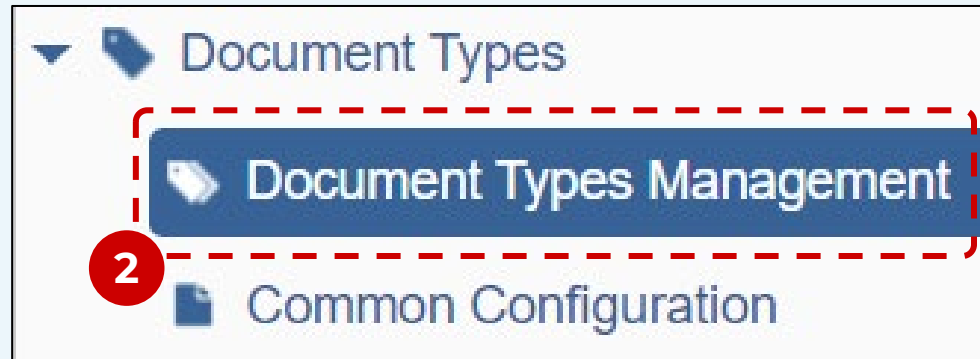 Document Types
Document Types Management
2
Common Configuration